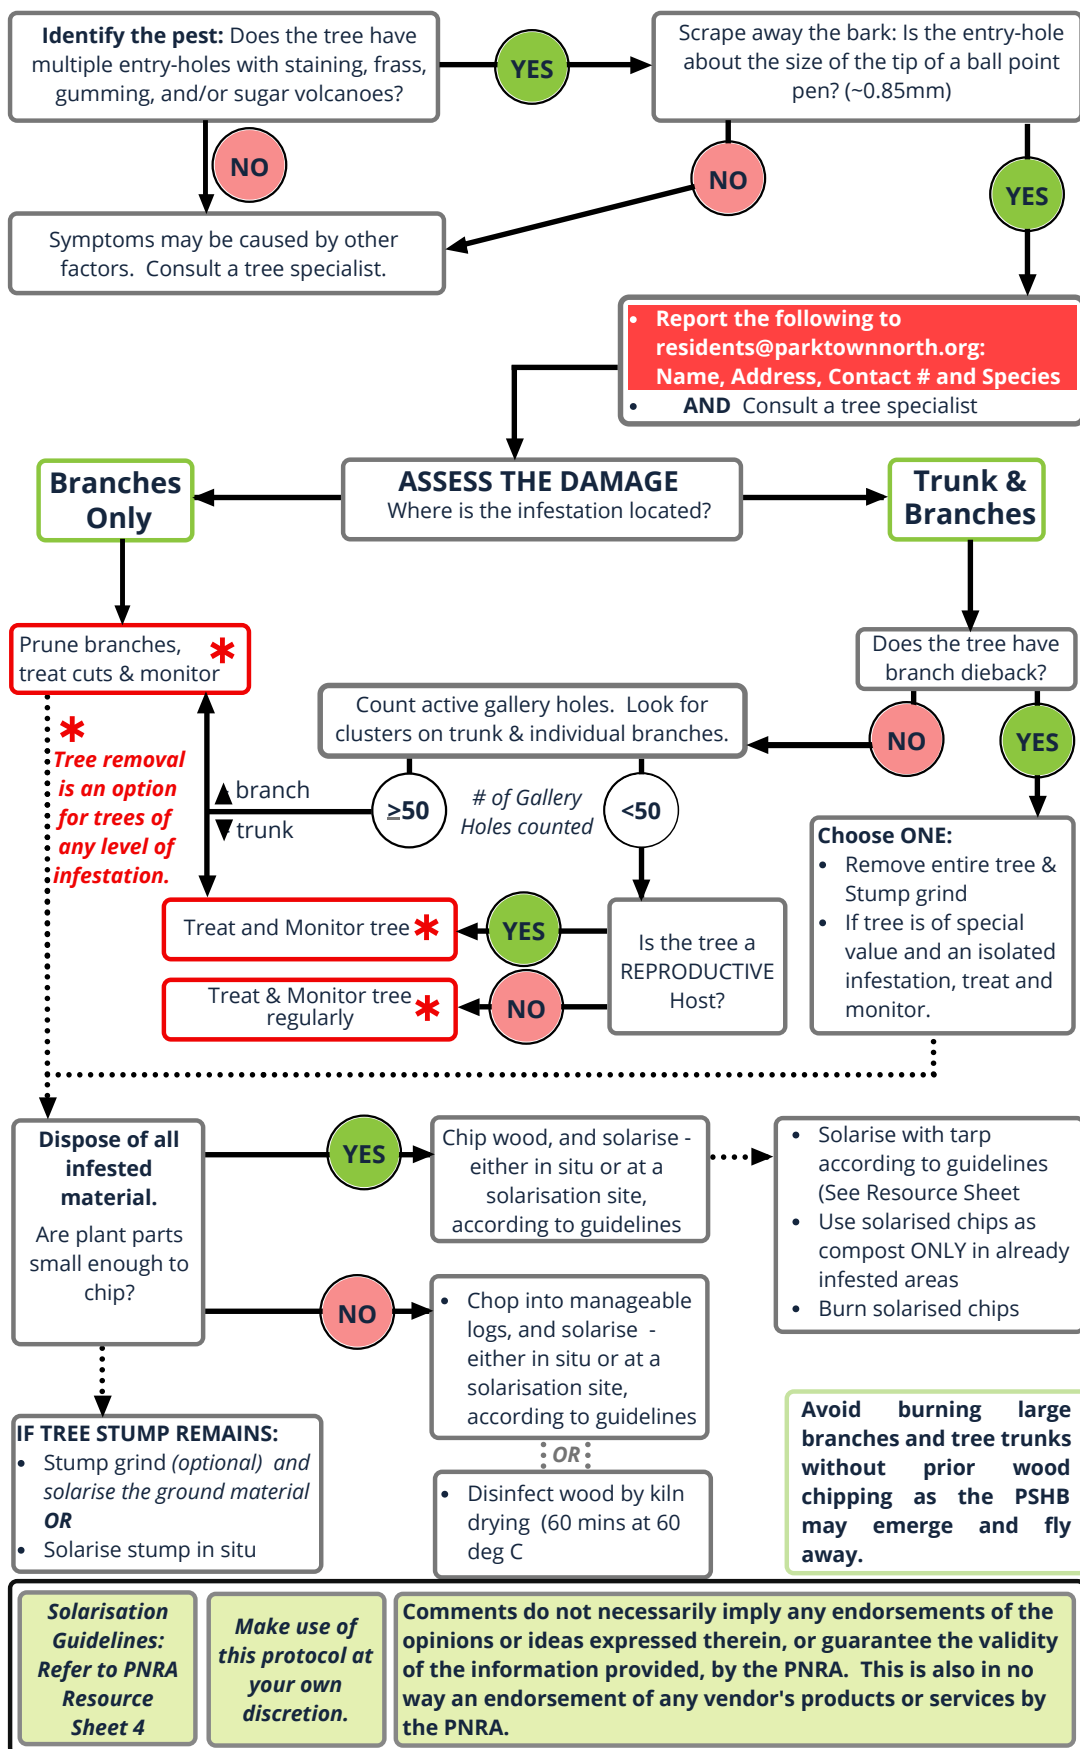 Identify the pest: Does the tree have
multiple entry-holes with staining, frass,
gumming, and/or sugar volcanoes?
YES
Scrape away the bark: Is the entry-hole
about the size of the tip of a ball point
pen? (~0.85mm)
NO
NO
YES
Symptoms may be caused by other
factors.  Consult a tree specialist.
• Report the following to
residents@parktownnorth.org:
Name, Address, Contact # and Species
• AND  Consult a tree specialist
Branches
Only
ASSESS THE DAMAGE
Where is the infestation located?
Trunk &
Branches
Prune branches, *
treat cuts & monitor
Does the tree have
branch dieback?
*
Tree removal
is an option
for trees of
any level of
infestation.
Count active gallery holes.  Look for
clusters on trunk & individual branches.
NO
YES
branch
trunk
≥50
# of Gallery
Holes counted
<50
Choose ONE:
• Remove entire tree &
Stump grind
• If tree is of special
value and an isolated
infestation, treat and
monitor.
Treat and Monitor tree *
YES
Is the tree a
REPRODUCTIVE
Host?
Treat & Monitor tree
regularly *
NO
Dispose of all
infested
material.
Are plant parts
small enough to
chip?
YES
Chip wood, and solarise -
either in situ or at a
solarisation site,
according to guidelines
• Solarise with tarp
according to guidelines
(See Resource Sheet
• Use solarised chips as
compost ONLY in already
infested areas
• Burn solarised chips
NO
• Chop into manageable
logs, and solarise  -
either in situ or at a
solarisation site,
according to guidelines
OR
• Disinfect wood by kiln
drying  (60 mins at 60
deg C
IF TREE STUMP REMAINS:
• Stump grind (optional)  and
solarise the ground material
OR
• Solarise stump in situ
Avoid burning large
branches and tree trunks
without prior wood
chipping as the PSHB
may emerge and fly
away.
Solarisation
Guidelines:
Refer to PNRA
Resource
Sheet 4
Make use of
this protocol at
your own
discretion.
Comments do not necessarily imply any endorsements of the
opinions or ideas expressed therein, or guarantee the validity
of the information provided, by the PNRA.  This is also in no
way an endorsement of any vendor's products or services by
the PNRA.